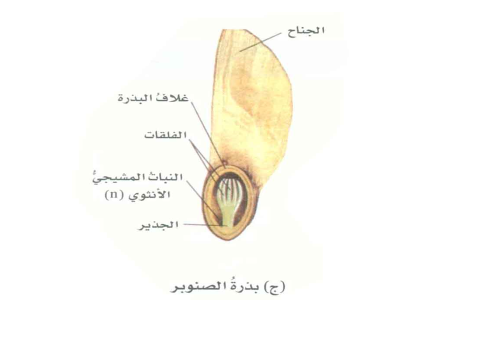 الجناح
غلافُ البذرة
الفلقات
النباتُ المشيجيُّ
الأنثوي (n)
الجذير
(ج) بذرةُ الصنوبر